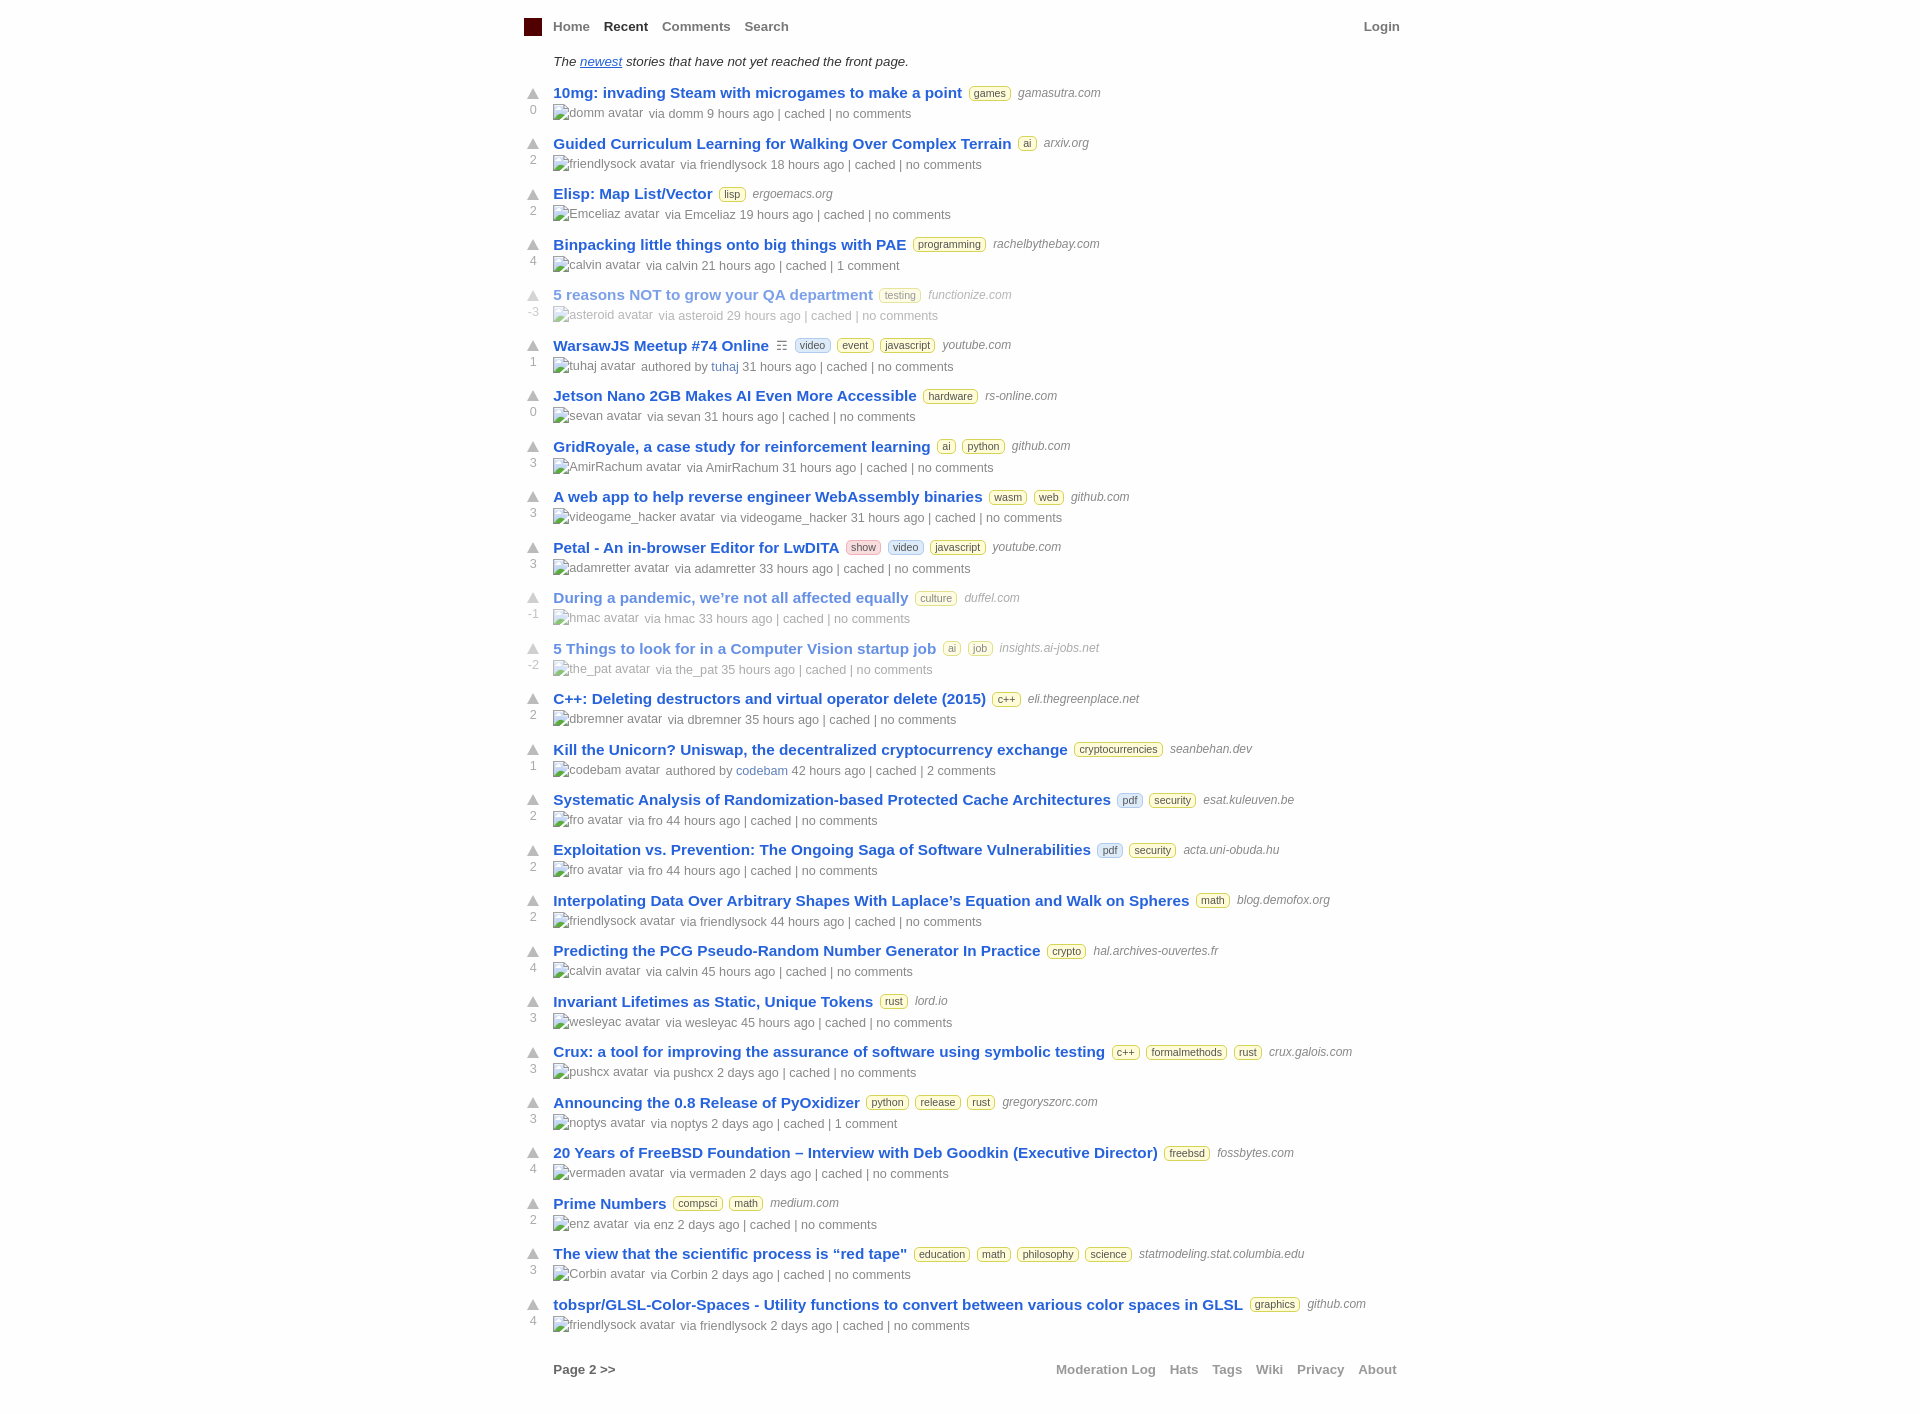 Home Recent Comments Search Login
The newest stories that have not yet reached the front page.
10mg: invading Steam with microgames to make a point games gamasutra.com
0 domm avatar via domm 9 hours ago | cached | no comments
Guided Curriculum Learning for Walking Over Complex Terrain ai arxiv.org
2 friendlysock avatar via friendlysock 18 hours ago | cached | no comments
Elisp: Map List/Vector lisp ergoemacs.org
2 Emceliaz avatar via Emceliaz 19 hours ago | cached | no comments
Binpacking little things onto big things with PAE programming rachelbythebay.com
4 calvin avatar via calvin 21 hours ago | cached | 1 comment
5 reasons NOT to grow your QA department testing functionize.com
-3 asteroid avatar via asteroid 29 hours ago | cached | no comments
WarsawJS Meetup #74 Online ☶ video event javascript youtube.com
1 tuhaj avatar authored by tuhaj 31 hours ago | cached | no comments
Jetson Nano 2GB Makes AI Even More Accessible hardware rs-online.com
0 sevan avatar via sevan 31 hours ago | cached | no comments
GridRoyale, a case study for reinforcement learning ai python github.com
3 AmirRachum avatar via AmirRachum 31 hours ago | cached | no comments
A web app to help reverse engineer WebAssembly binaries wasm web github.com
3 videogame_hacker avatar via videogame_hacker 31 hours ago | cached | no comments
Petal - An in-browser Editor for LwDITA show video javascript youtube.com
3 adamretter avatar via adamretter 33 hours ago | cached | no comments
During a pandemic, we’re not all affected equally culture duffel.com
-1 hmac avatar via hmac 33 hours ago | cached | no comments
5 Things to look for in a Computer Vision startup job ai job insights.ai-jobs.net
-2 the_pat avatar via the_pat 35 hours ago | cached | no comments
C++: Deleting destructors and virtual operator delete (2015) c++ eli.thegreenplace.net
2 dbremner avatar via dbremner 35 hours ago | cached | no comments
Kill the Unicorn? Uniswap, the decentralized cryptocurrency exchange cryptocurrencies seanbehan.dev
1 codebam avatar authored by codebam 42 hours ago | cached | 2 comments
Systematic Analysis of Randomization-based Protected Cache Architectures pdf security esat.kuleuven.be
2 fro avatar via fro 44 hours ago | cached | no comments
Exploitation vs. Prevention: The Ongoing Saga of Software Vulnerabilities pdf security acta.uni-obuda.hu
2 fro avatar via fro 44 hours ago | cached | no comments
Interpolating Data Over Arbitrary Shapes With Laplace’s Equation and Walk on Spheres math blog.demofox.org
2 friendlysock avatar via friendlysock 44 hours ago | cached | no comments
Predicting the PCG Pseudo-Random Number Generator In Practice crypto hal.archives-ouvertes.fr
4 calvin avatar via calvin 45 hours ago | cached | no comments
Invariant Lifetimes as Static, Unique Tokens rust lord.io
3 wesleyac avatar via wesleyac 45 hours ago | cached | no comments
Crux: a tool for improving the assurance of software using symbolic testing c++ formalmethods rust crux.galois.com
3 pushcx avatar via pushcx 2 days ago | cached | no comments
Announcing the 0.8 Release of PyOxidizer python release rust gregoryszorc.com
3 noptys avatar via noptys 2 days ago | cached | 1 comment
20 Years of FreeBSD Foundation – Interview with Deb Goodkin (Executive Director) freebsd fossbytes.com
4 vermaden avatar via vermaden 2 days ago | cached | no comments
Prime Numbers compsci math medium.com
2 enz avatar via enz 2 days ago | cached | no comments
The view that the scientific process is “red tape" education math philosophy science statmodeling.stat.columbia.edu
3 Corbin avatar via Corbin 2 days ago | cached | no comments
tobspr/GLSL-Color-Spaces - Utility functions to convert between various color spaces in GLSL graphics github.com
4 friendlysock avatar via friendlysock 2 days ago | cached | no comments
Page 2 >> Moderation Log Hats Tags Wiki Privacy About